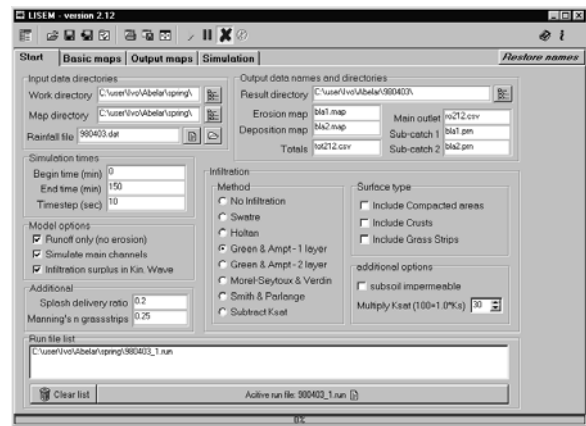 LISEM - version 2.12
Start
Basic maps
Output maps
Simulation
Restore names
Input data directories
Work directory C:\user\Ivo\Abelar\spring\
Map directory C:\user\Ivo\Abelar\spring\
Rainfall file 980403.dat
Output data names and directories
Result directory C:\user\Ivo\Abelar\980403\
Erosion map bla1.map
Deposition map bla2.map
Totals tot212.csv
Main outlet ro212.csv
Sub-catch 1 bla1.prn
Sub-catch 2 bla2.prn
Simulation times
Begin time (min) 0
End time (min) 150
Timestep (sec) 10
Model options
Runoff only (no erosion)
Simulate main channels
Infiltration surplus in Kin. Wave
Additional
Splash delivery ratio 0.2
Manning's n grassstrips 0.25
Infiltration
Method
No Infiltration
Swatre
Holtan
Green & Ampt - 1 layer
Green & Ampt - 2 layer
Morel-Seytoux & Verdin
Smith & Parlange
Subtract Ksat
Surface type
Include Compacted areas
Include Crusts
Include Grass Strips
additional options
subsoil impermeable
Multiply Ksat (100=1.0*Ks) 30
Run file list
C:\user\Ivo\Abelar\spring\980403_1.run
Clear list
Acitive run file: 980403_1.run
0%